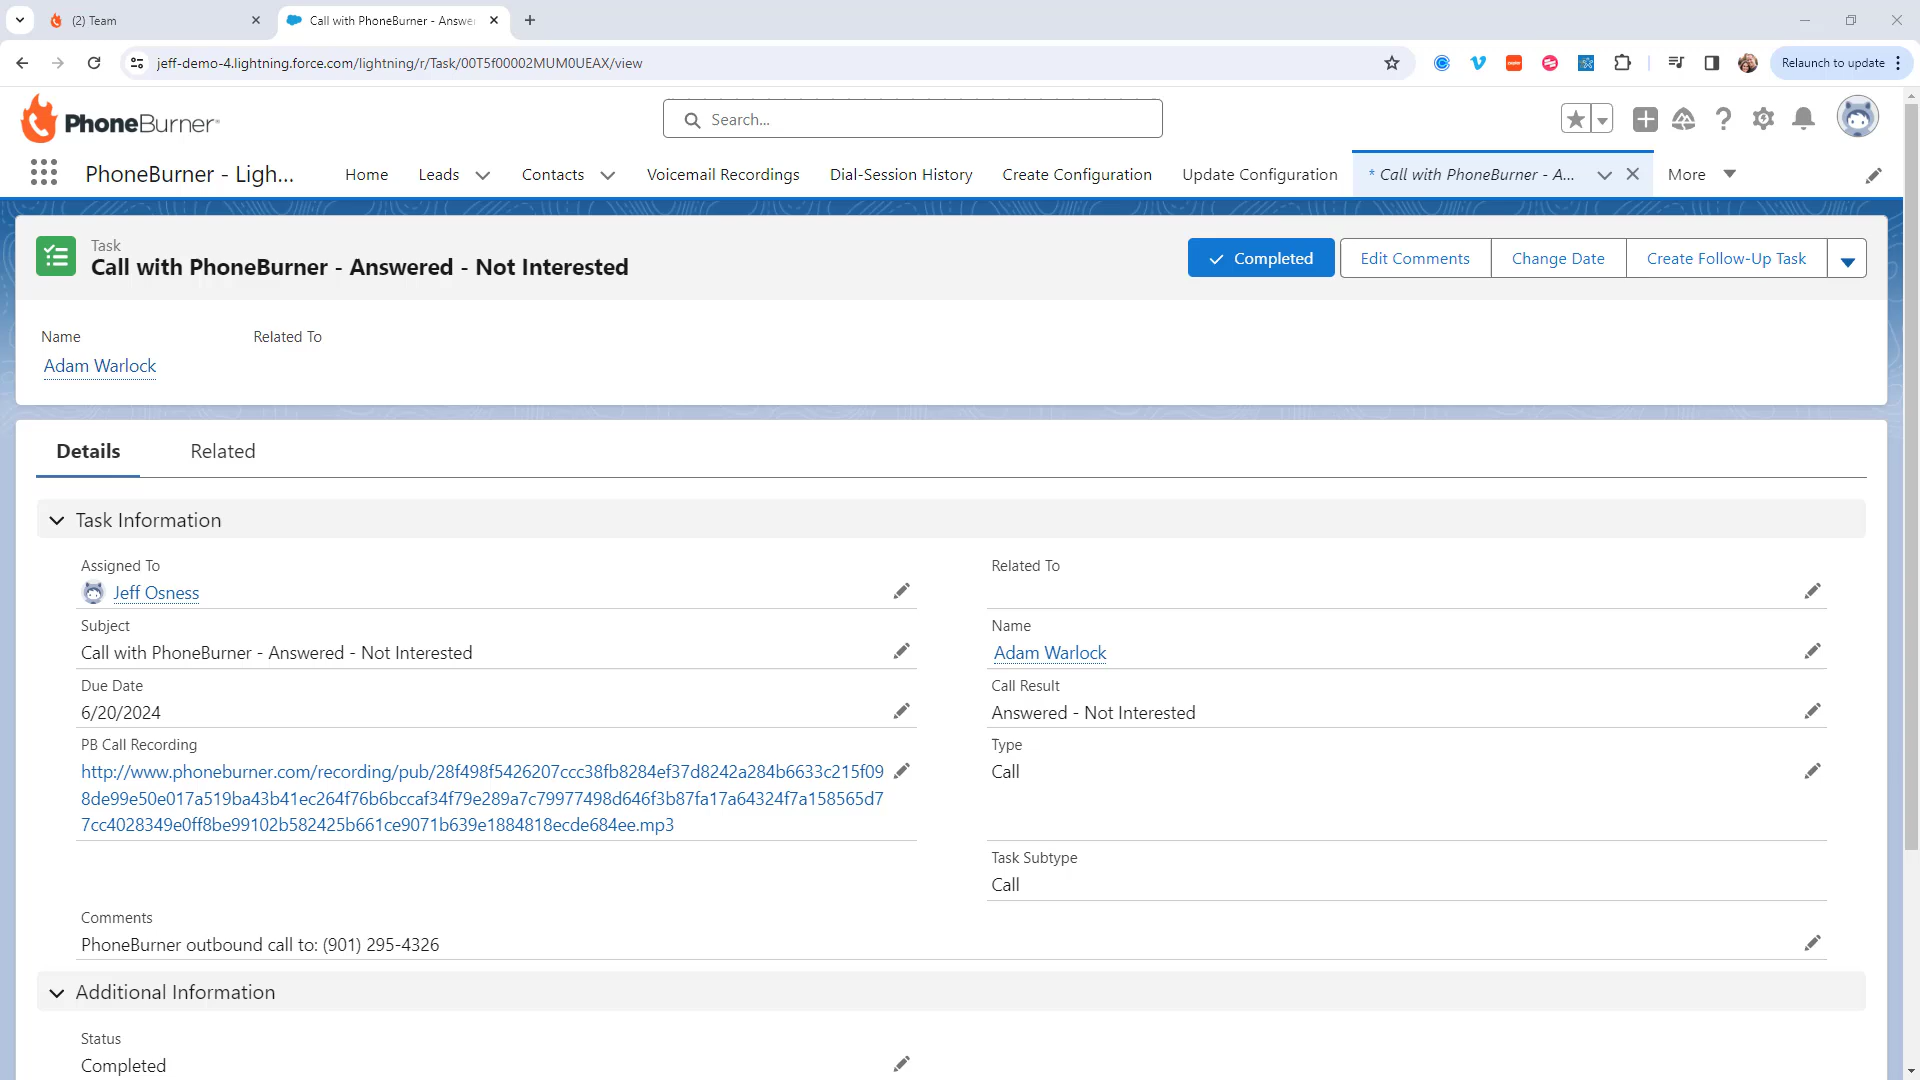 (2) Team
Call with PhoneBurner - Answe
jeff-demo-4.lightning.force.com/lightning/r/Task/00T5f00002MUM0UEAX/view
Relaunch to update
PhoneBurner
Search...
PhoneBurner - Ligh...
Home
Leads
Contacts
Voicemail Recordings
Dial-Session History
Create Configuration
Update Configuration
* Call with PhoneBurner - A...
More
Task
Call with PhoneBurner - Answered - Not Interested
Completed
Edit Comments
Change Date
Create Follow-Up Task
Name
Related To
Adam Warlock
Details
Related
Task Information
Assigned To
Jeff Osness
Related To
Subject
Call with PhoneBurner - Answered - Not Interested
Name
Adam Warlock
Due Date
6/20/2024
Call Result
Answered - Not Interested
PB Call Recording
http://www.phoneburner.com/recording/pub/28f498f5426207ccc38fb8284ef37d8242a284b6633c215f09
8de99e50e017a519ba43b41ec264f76b6bccaf34f79e289a7c79977498d646f3b87fa17a64324f7a158565d7
7cc4028349e0ff8be99102b582425b661ce9071b639e1884818ecde684ee.mp3
Type
Call
Task Subtype
Call
Comments
PhoneBurner outbound call to: (901) 295-4326
Additional Information
Status
Completed